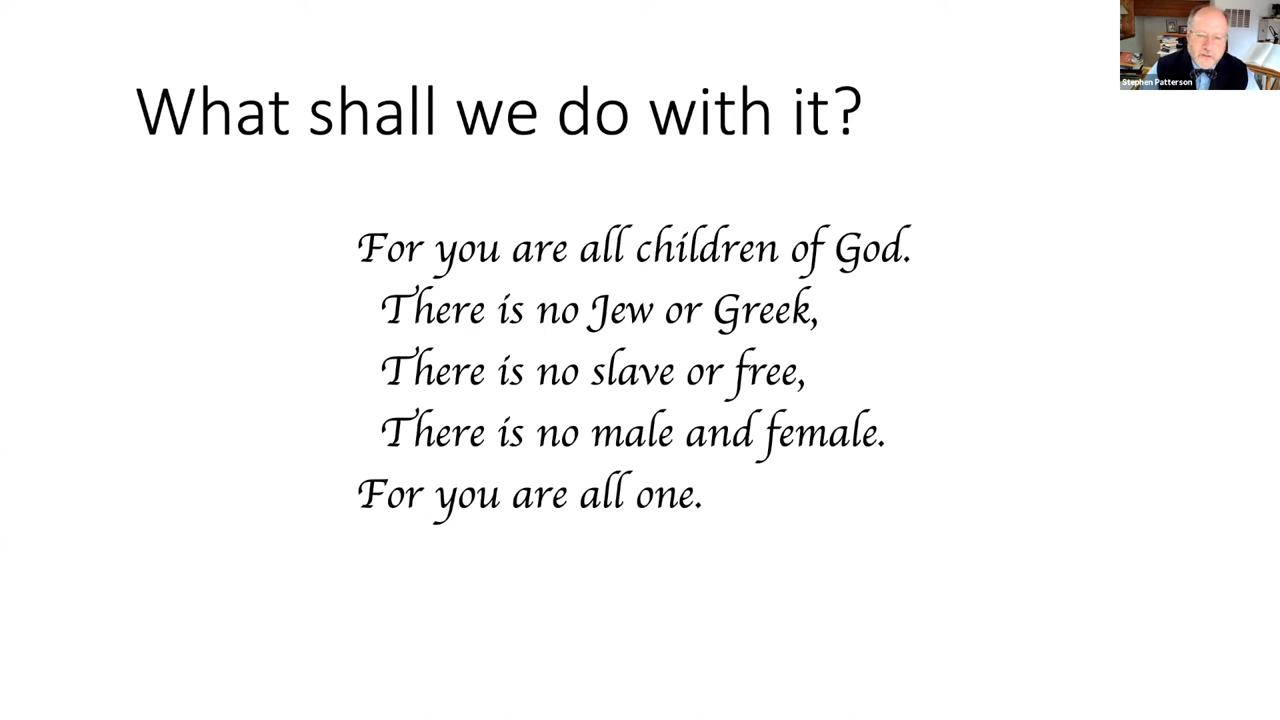 What shall we do with it?
For you are all children of God.
There is no Jew or Greek,
There is no slave or free,
There is no male and female.
For you are all one.
Stephen Patterson